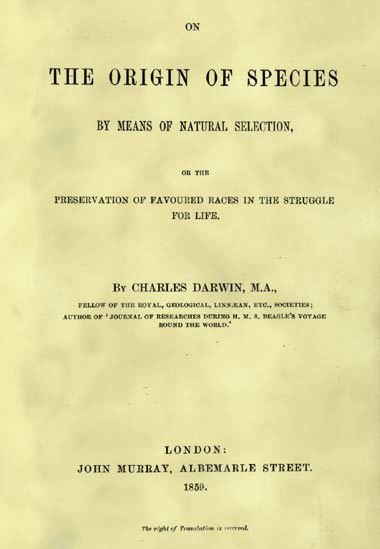 ON
THE ORIGIN OF SPECIES
BY MEANS OF NATURAL SELECTION,
OR THE
PRESERVATION OF FAVOURED RACES IN THE STRUGGLE
FOR LIFE.
BY CHARLES DARWIN, M.A.,
FELLOW OF THE ROYAL, GEOLOGICAL, LINNÆAN, ETC., SOCIETIES;
AUTHOR OF 'JOURNAL OF RESEARCHES DURING H. M. S. BEAGLE'S VOYAGE
ROUND THE WORLD.'
LONDON:
JOHN MURRAY, ALBEMARLE STREET.
1859.
The right of Translation is reserved.